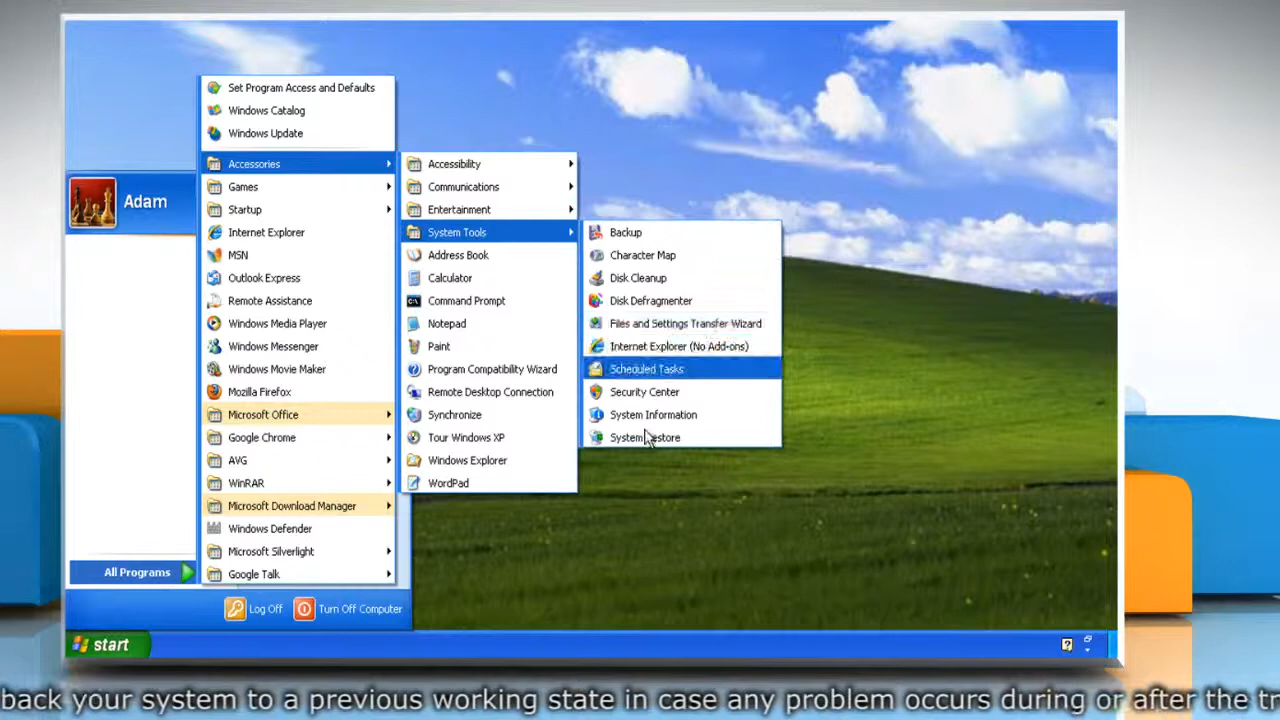 Set Program Access and Defaults
Windows Catalog
Windows Update
Accessories
Games
Startup
Internet Explorer
MSN
Outlook Express
Remote Assistance
Windows Media Player
Windows Messenger
Windows Movie Maker
Mozilla Firefox
Microsoft Office
Google Chrome
AVG
WinRAR
Microsoft Download Manager
Windows Defender
Microsoft Silverlight
Google Talk
Accessibility
Communications
Entertainment
System Tools
Address Book
Calculator
Command Prompt
Notepad
Paint
Program Compatibility Wizard
Remote Desktop Connection
Synchronize
Tour Windows XP
Windows Explorer
WordPad
Backup
Character Map
Disk Cleanup
Disk Defragmenter
Files and Settings Transfer Wizard
Internet Explorer (No Add-ons)
Scheduled Tasks
Security Center
System Information
System Restore
Adam
All Programs
Log Off
Turn Off Computer
start
back your system to a previous working state in case any problem occurs during or after the